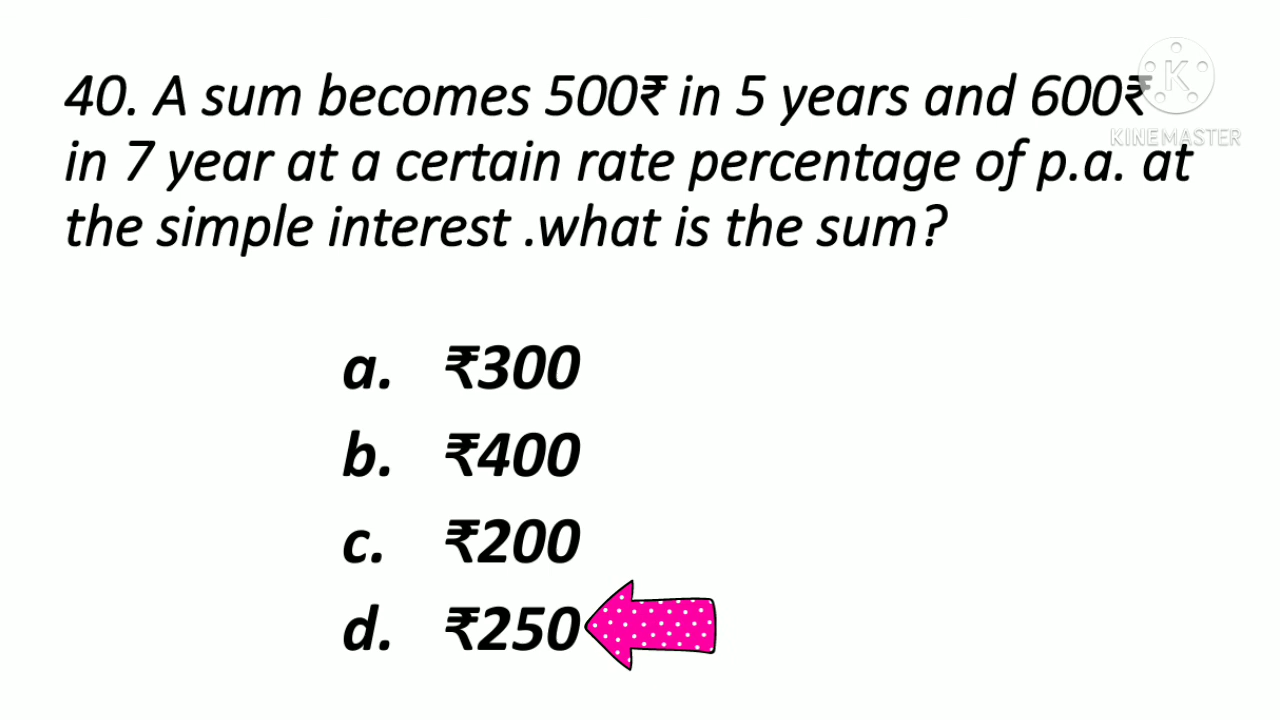 40. A sum becomes 500₹ in 5 years and 600₹
in 7 year at a certain rate percentage of p.a. at
the simple interest .what is the sum?
a. ₹300
b. ₹400
c. ₹200
d. ₹250
K
KINEMASTER